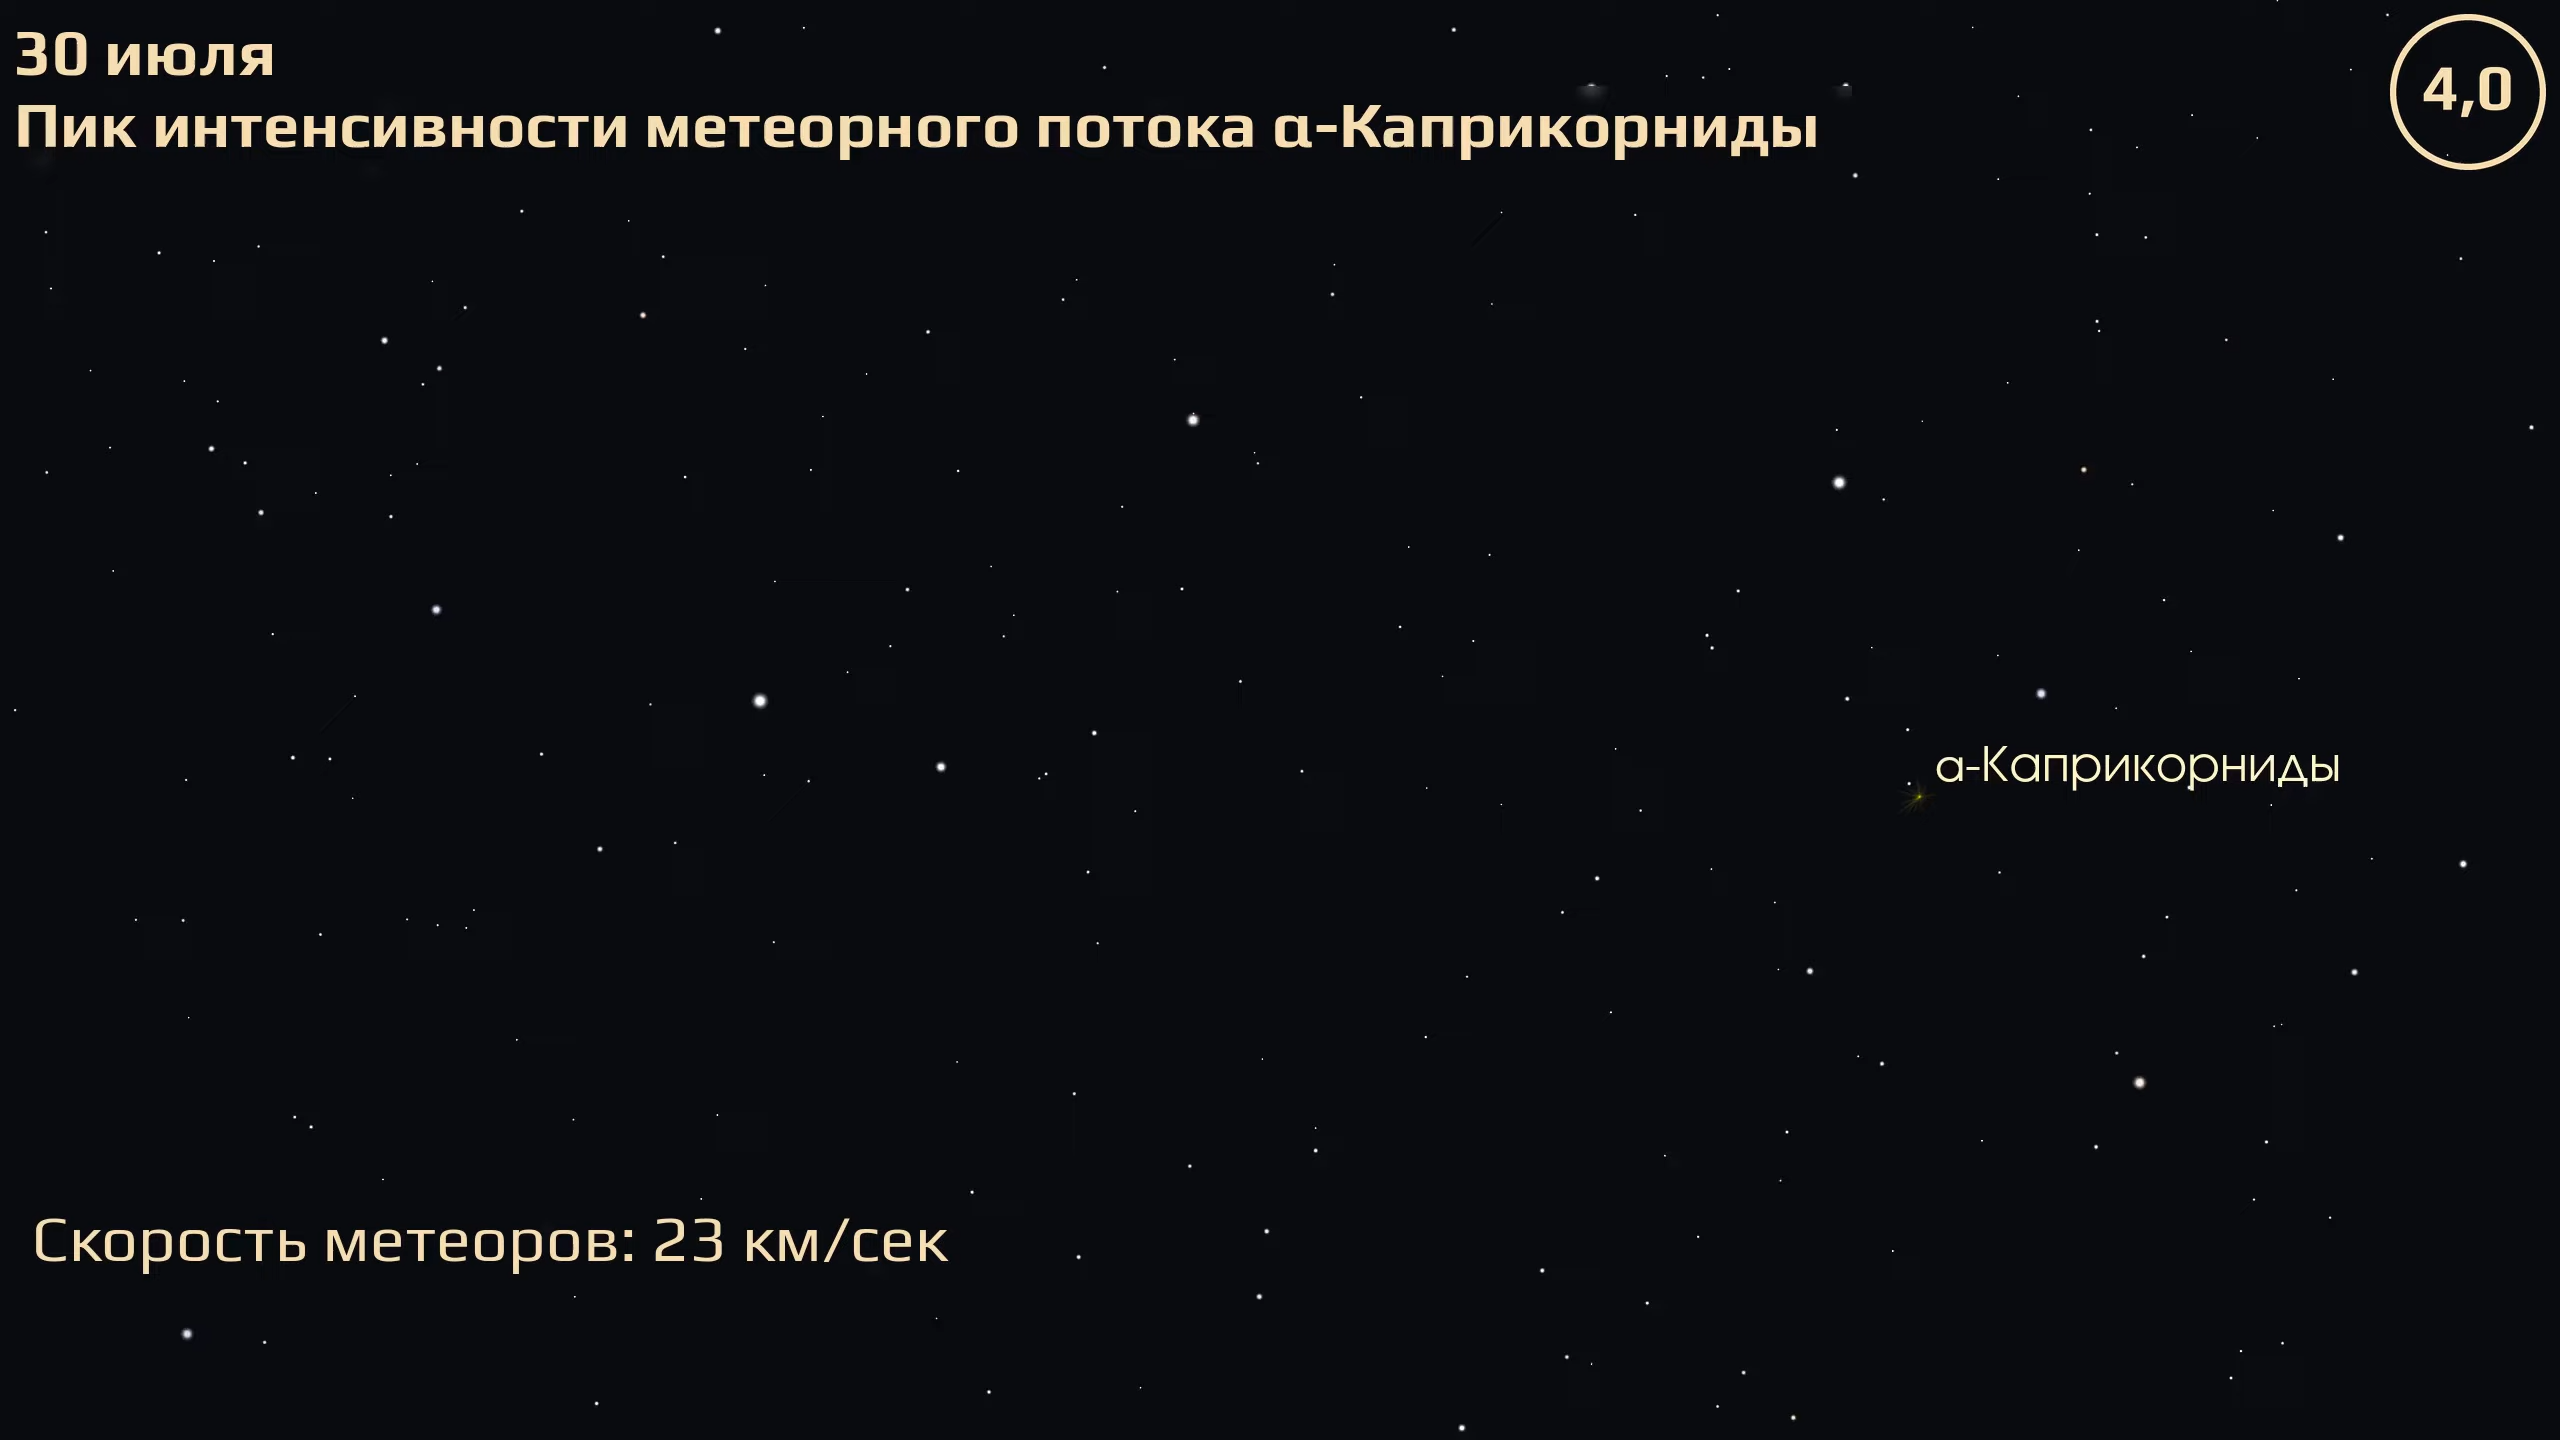 30 июля
Пик интенсивности метеорного потока α-Каприкорниды
4,0
α-Каприкорниды
Скорость метеоров: 23 км/сек